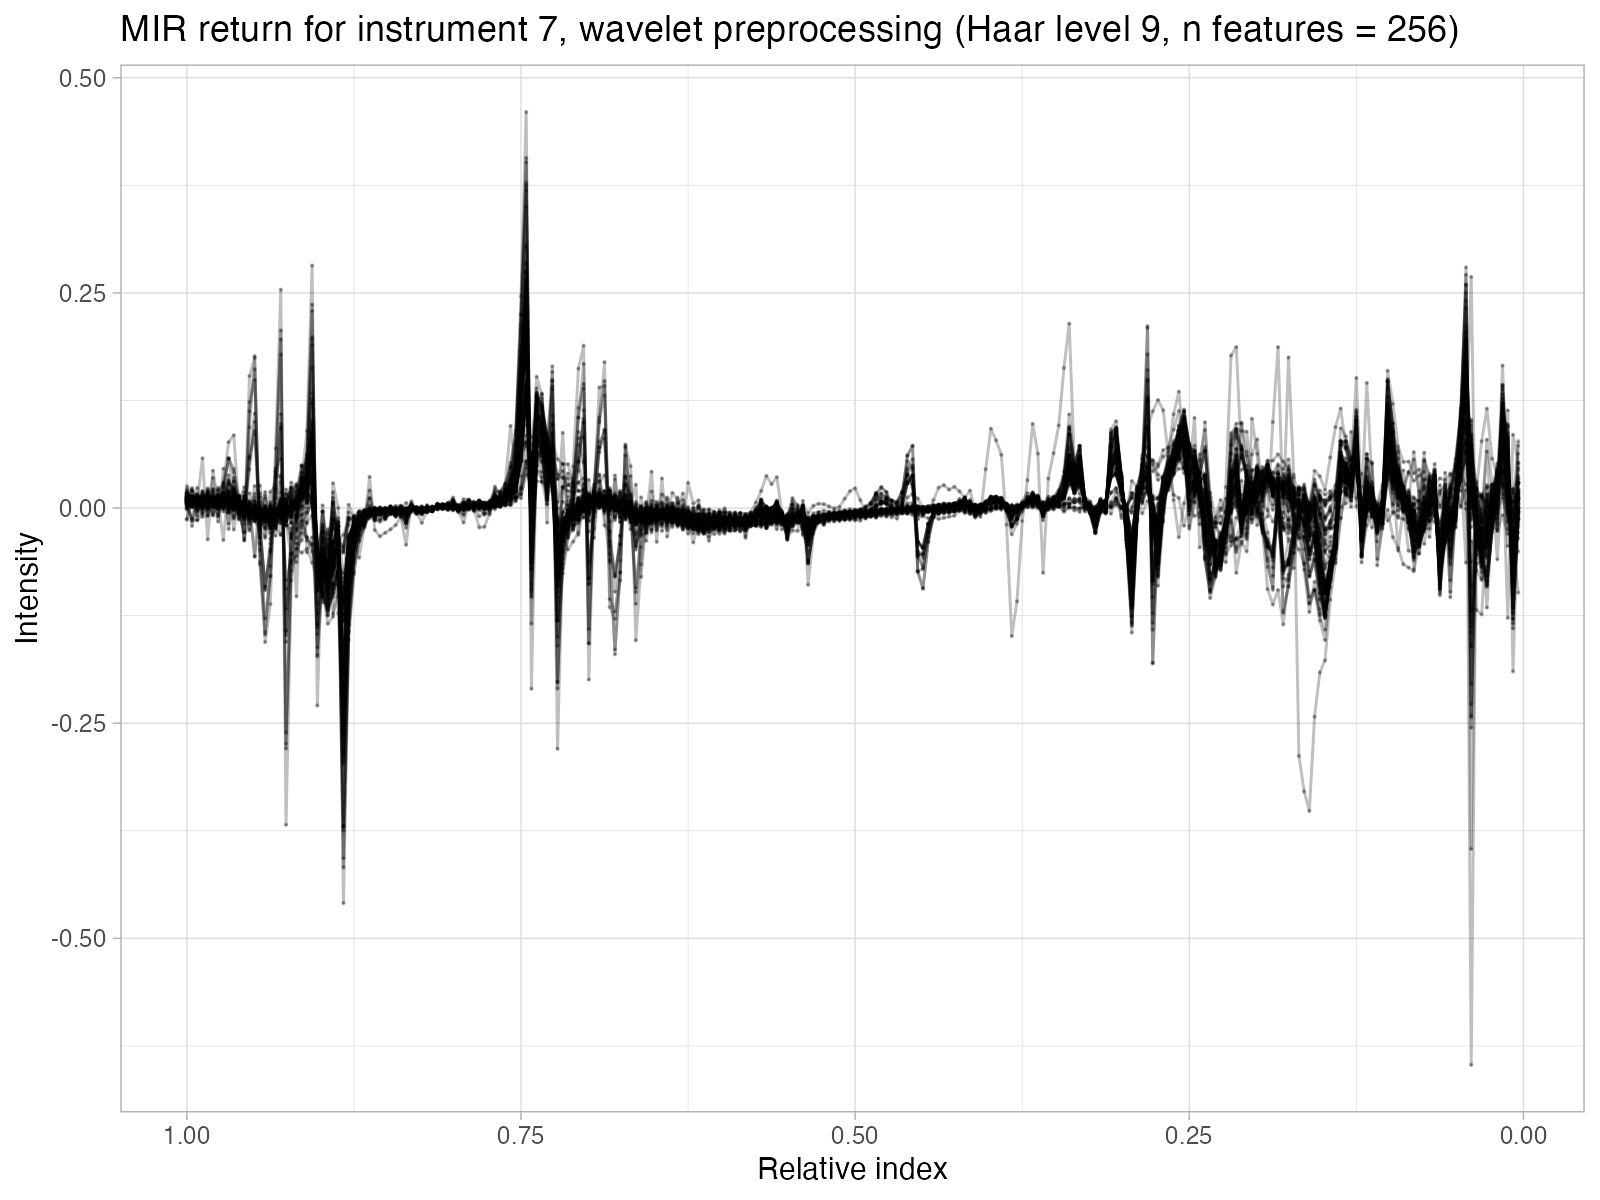 MIR return for instrument 7, wavelet preprocessing (Haar level 9, n features = 256)
0.50
0.25
0.00
-0.25
-0.50
Intensity
1.00 0.75 0.50 0.25 0.00
Relative index